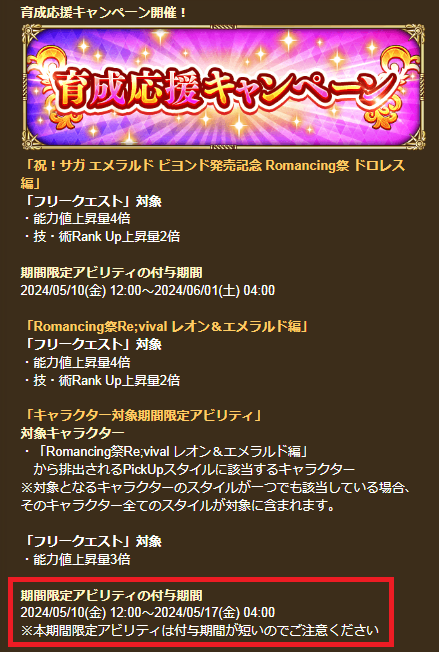 育成応援キャンペーン開催！
育成応援キャンペーン
「祝！サガ エメラルド ビヨンド発売記念 Romancing祭 ドロレス
編」
「フリークエスト」対象
・能力値上昇量4倍
・技・術Rank Up上昇量2倍
期間限定アビリティの付与期間
2024/05/10(金) 12:00～2024/06/01(土) 04:00
「Romancing祭Re;vival レオン＆エメラルド編」
「フリークエスト」対象
・能力値上昇量4倍
・技・術Rank Up上昇量2倍
「キャラクター対象期間限定アビリティ」
対象キャラクター
・「Romancing祭Re;vival レオン＆エメラルド編」
から排出されるPickUpスタイルに該当するキャラクター
※対象となるキャラクターのスタイルが一つでも該当している場合、
そのキャラクター全てのスタイルが対象に含まれます。
「フリークエスト」対象
・能力値上昇量3倍
期間限定アビリティの付与期間
2024/05/10(金) 12:00～2024/05/17(金) 04:00
※本期間限定アビリティは付与期間が短いのでご注意ください